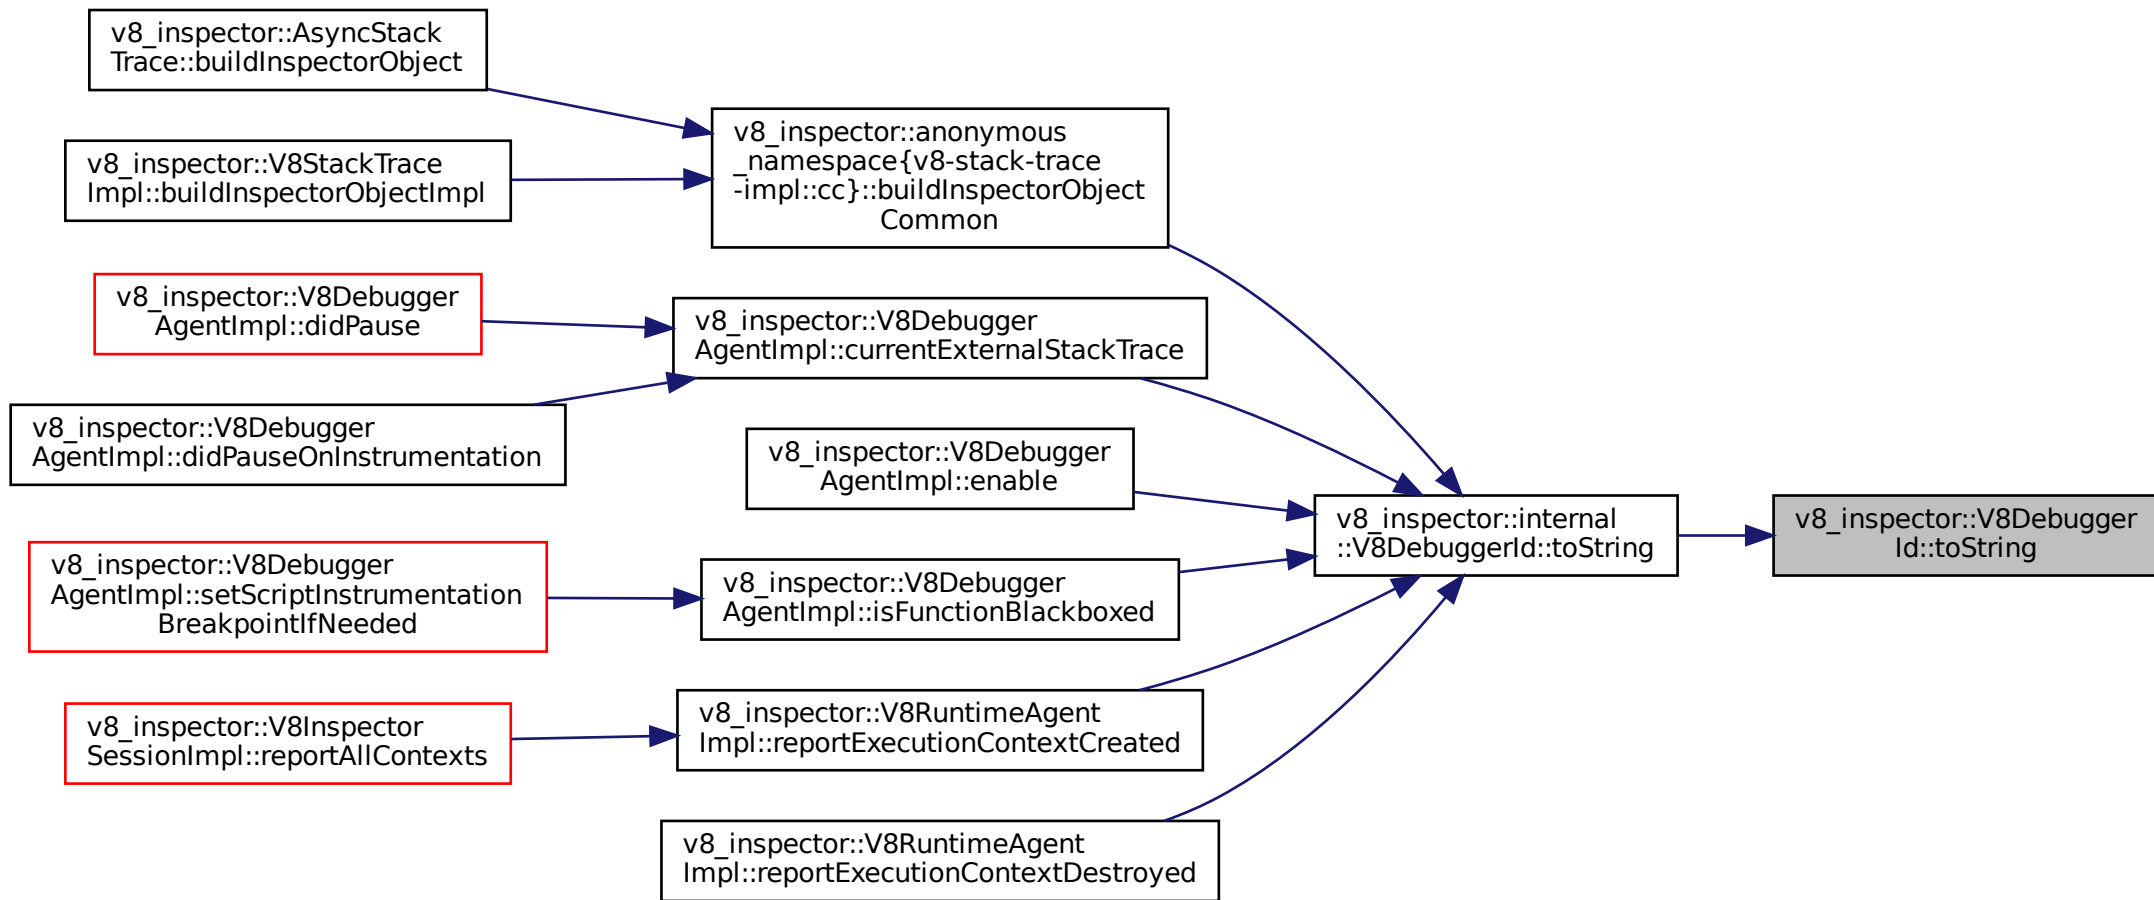 v8_inspector::AsyncStack
Trace::buildInspectorObject
v8_inspector::V8StackTrace
Impl::buildInspectorObjectImpl
v8_inspector::V8Debugger
AgentImpl::didPause
v8_inspector::V8Debugger
AgentImpl::didPauseOnInstrumentation
v8_inspector::V8Debugger
AgentImpl::setScriptInstrumentation
BreakpointIfNeeded
v8_inspector::V8Inspector
SessionImpl::reportAllContexts
v8_inspector::anonymous
_namespace{v8-stack-trace
-impl::cc}::buildInspectorObject
Common
v8_inspector::V8Debugger
AgentImpl::currentExternalStackTrace
v8_inspector::V8Debugger
AgentImpl::enable
v8_inspector::V8Debugger
AgentImpl::isFunctionBlackboxed
v8_inspector::V8RuntimeAgent
Impl::reportExecutionContextCreated
v8_inspector::V8RuntimeAgent
Impl::reportExecutionContextDestroyed
v8_inspector::internal
::V8DebuggerId::toString
v8_inspector::V8Debugger
Id::toString